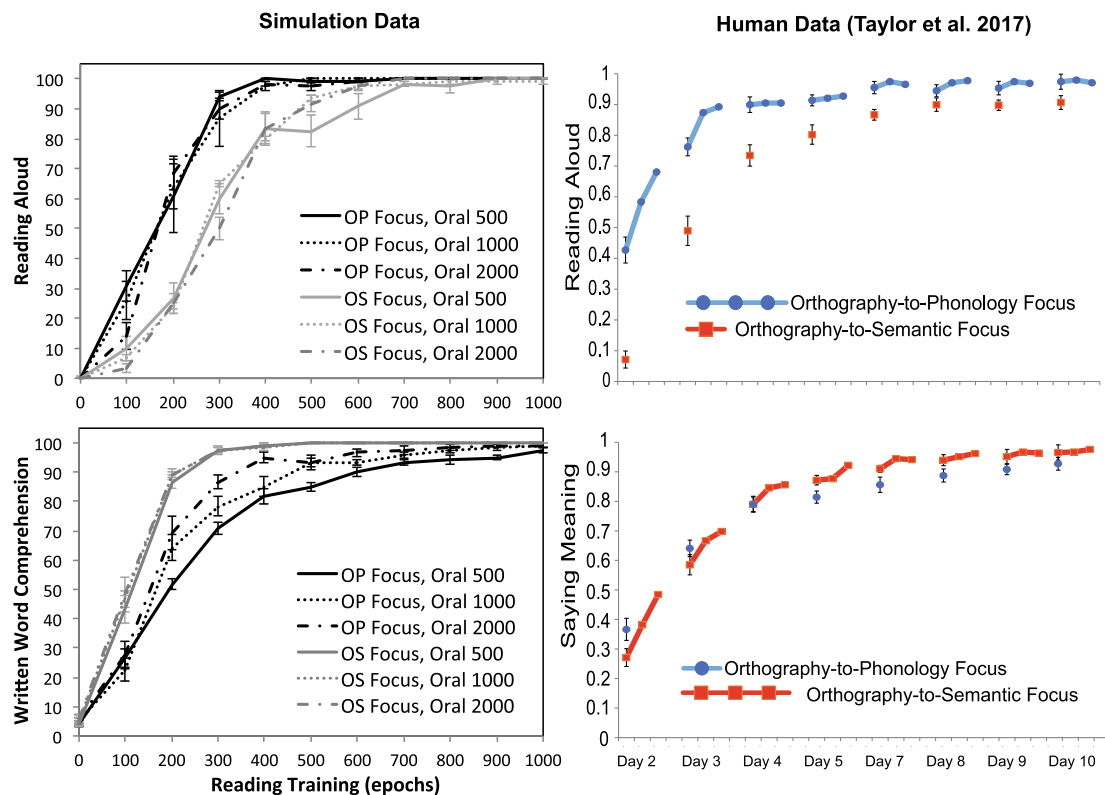 Simulation Data
Human Data (Taylor et al. 2017)
Reading Aloud
100
90
80
70
60
50
40
30
20
10
0
OP Focus, Oral 500
OP Focus, Oral 1000
OP Focus, Oral 2000
OS Focus, Oral 500
OS Focus, Oral 1000
OS Focus, Oral 2000
0 100 200 300 400 500 600 700 800 900 1000
Reading Aloud
1
0.9
0.8
0.7
0.6
0.5
0.4
0.3
0.2
0.1
0
Orthography-to-Phonology Focus
Orthography-to-Semantic Focus
Written Word Comprehension
100
90
80
70
60
50
40
30
20
10
0
OP Focus, Oral 500
OP Focus, Oral 1000
OP Focus, Oral 2000
OS Focus, Oral 500
OS Focus, Oral 1000
OS Focus, Oral 2000
0 100 200 300 400 500 600 700 800 900 1000
Reading Training (epochs)
Saying Meaning
1
0.9
0.8
0.7
0.6
0.5
0.4
0.3
0.2
0.1
0
Orthography-to-Phonology Focus
Orthography-to-Semantic Focus
Day 2 Day 3 Day 4 Day 5 Day 7 Day 8 Day 9 Day 10